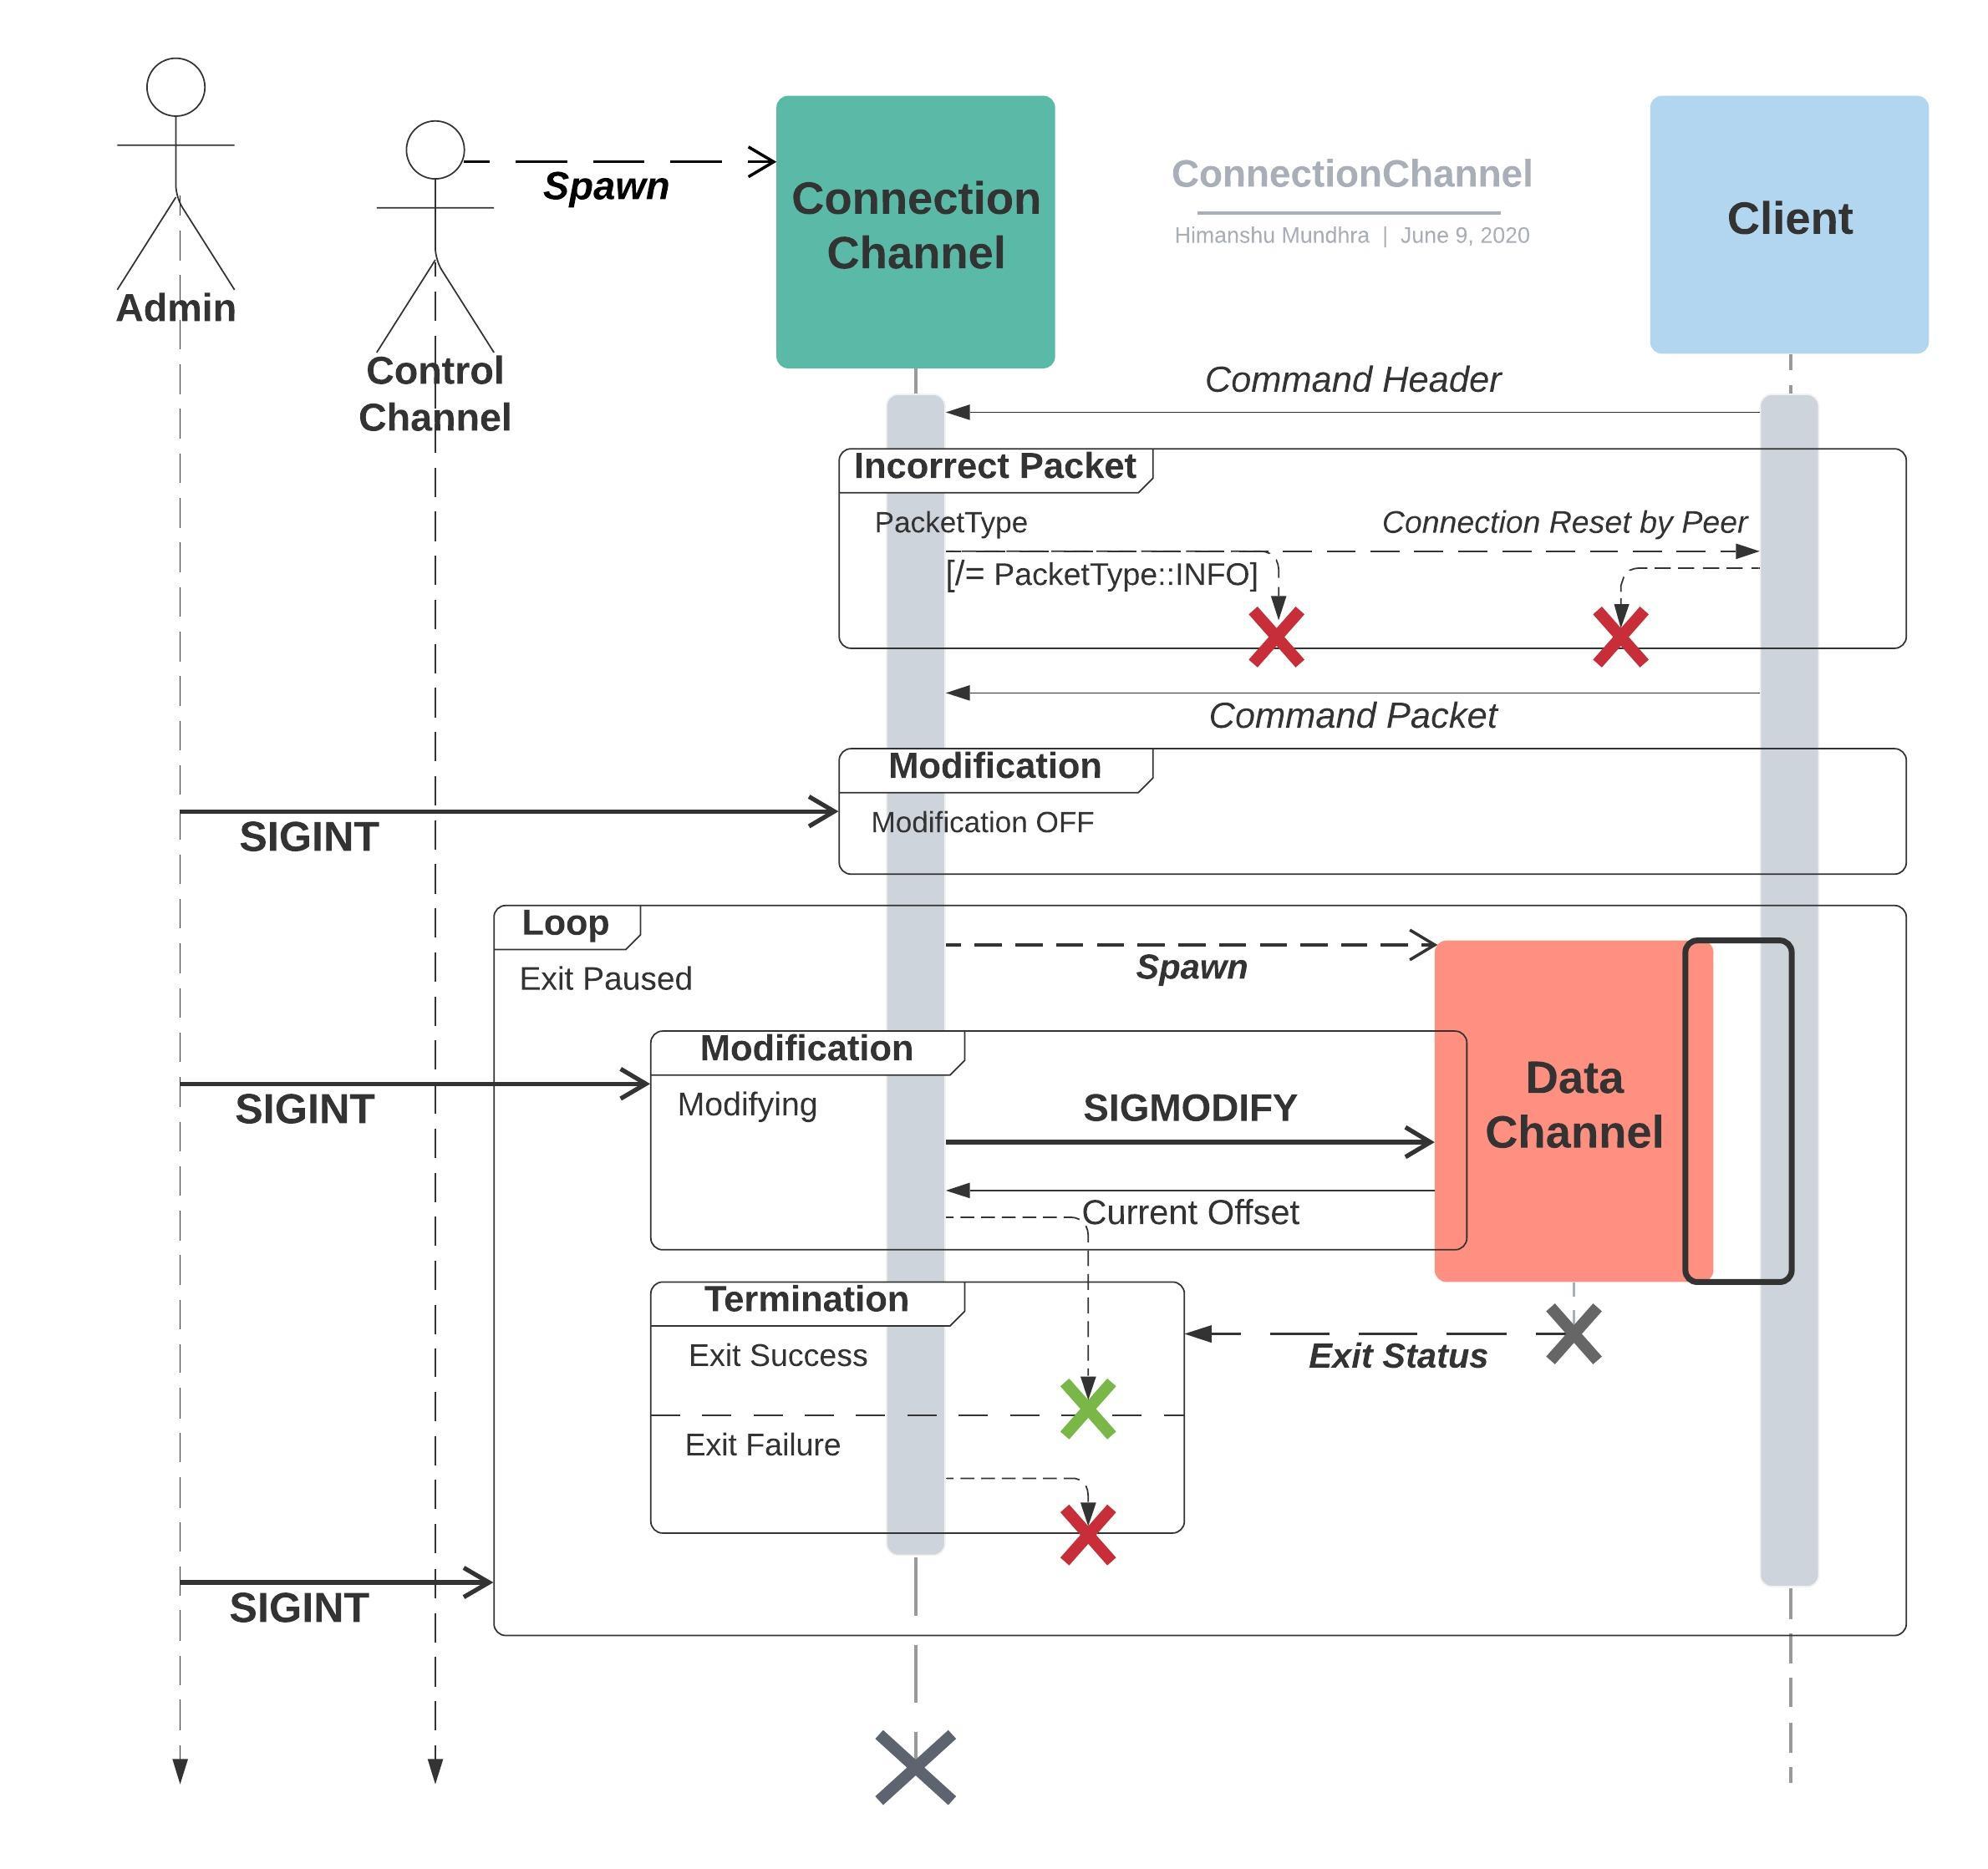 Admin
Control
Channel
Spawn
Connection
Channel
ConnectionChannel
Himanshu Mundhra | June 9, 2020
Client
Command Header
Incorrect Packet
PacketType
Connection Reset by Peer
[/= PacketType::INFO]
Command Packet
Modification
Modification OFF
SIGINT
Loop
Exit Paused
Spawn
Data
Channel
Modification
Modifying
SIGINT
SIGMODIFY
Current Offset
Termination
Exit Success
Exit Status
Exit Failure
SIGINT